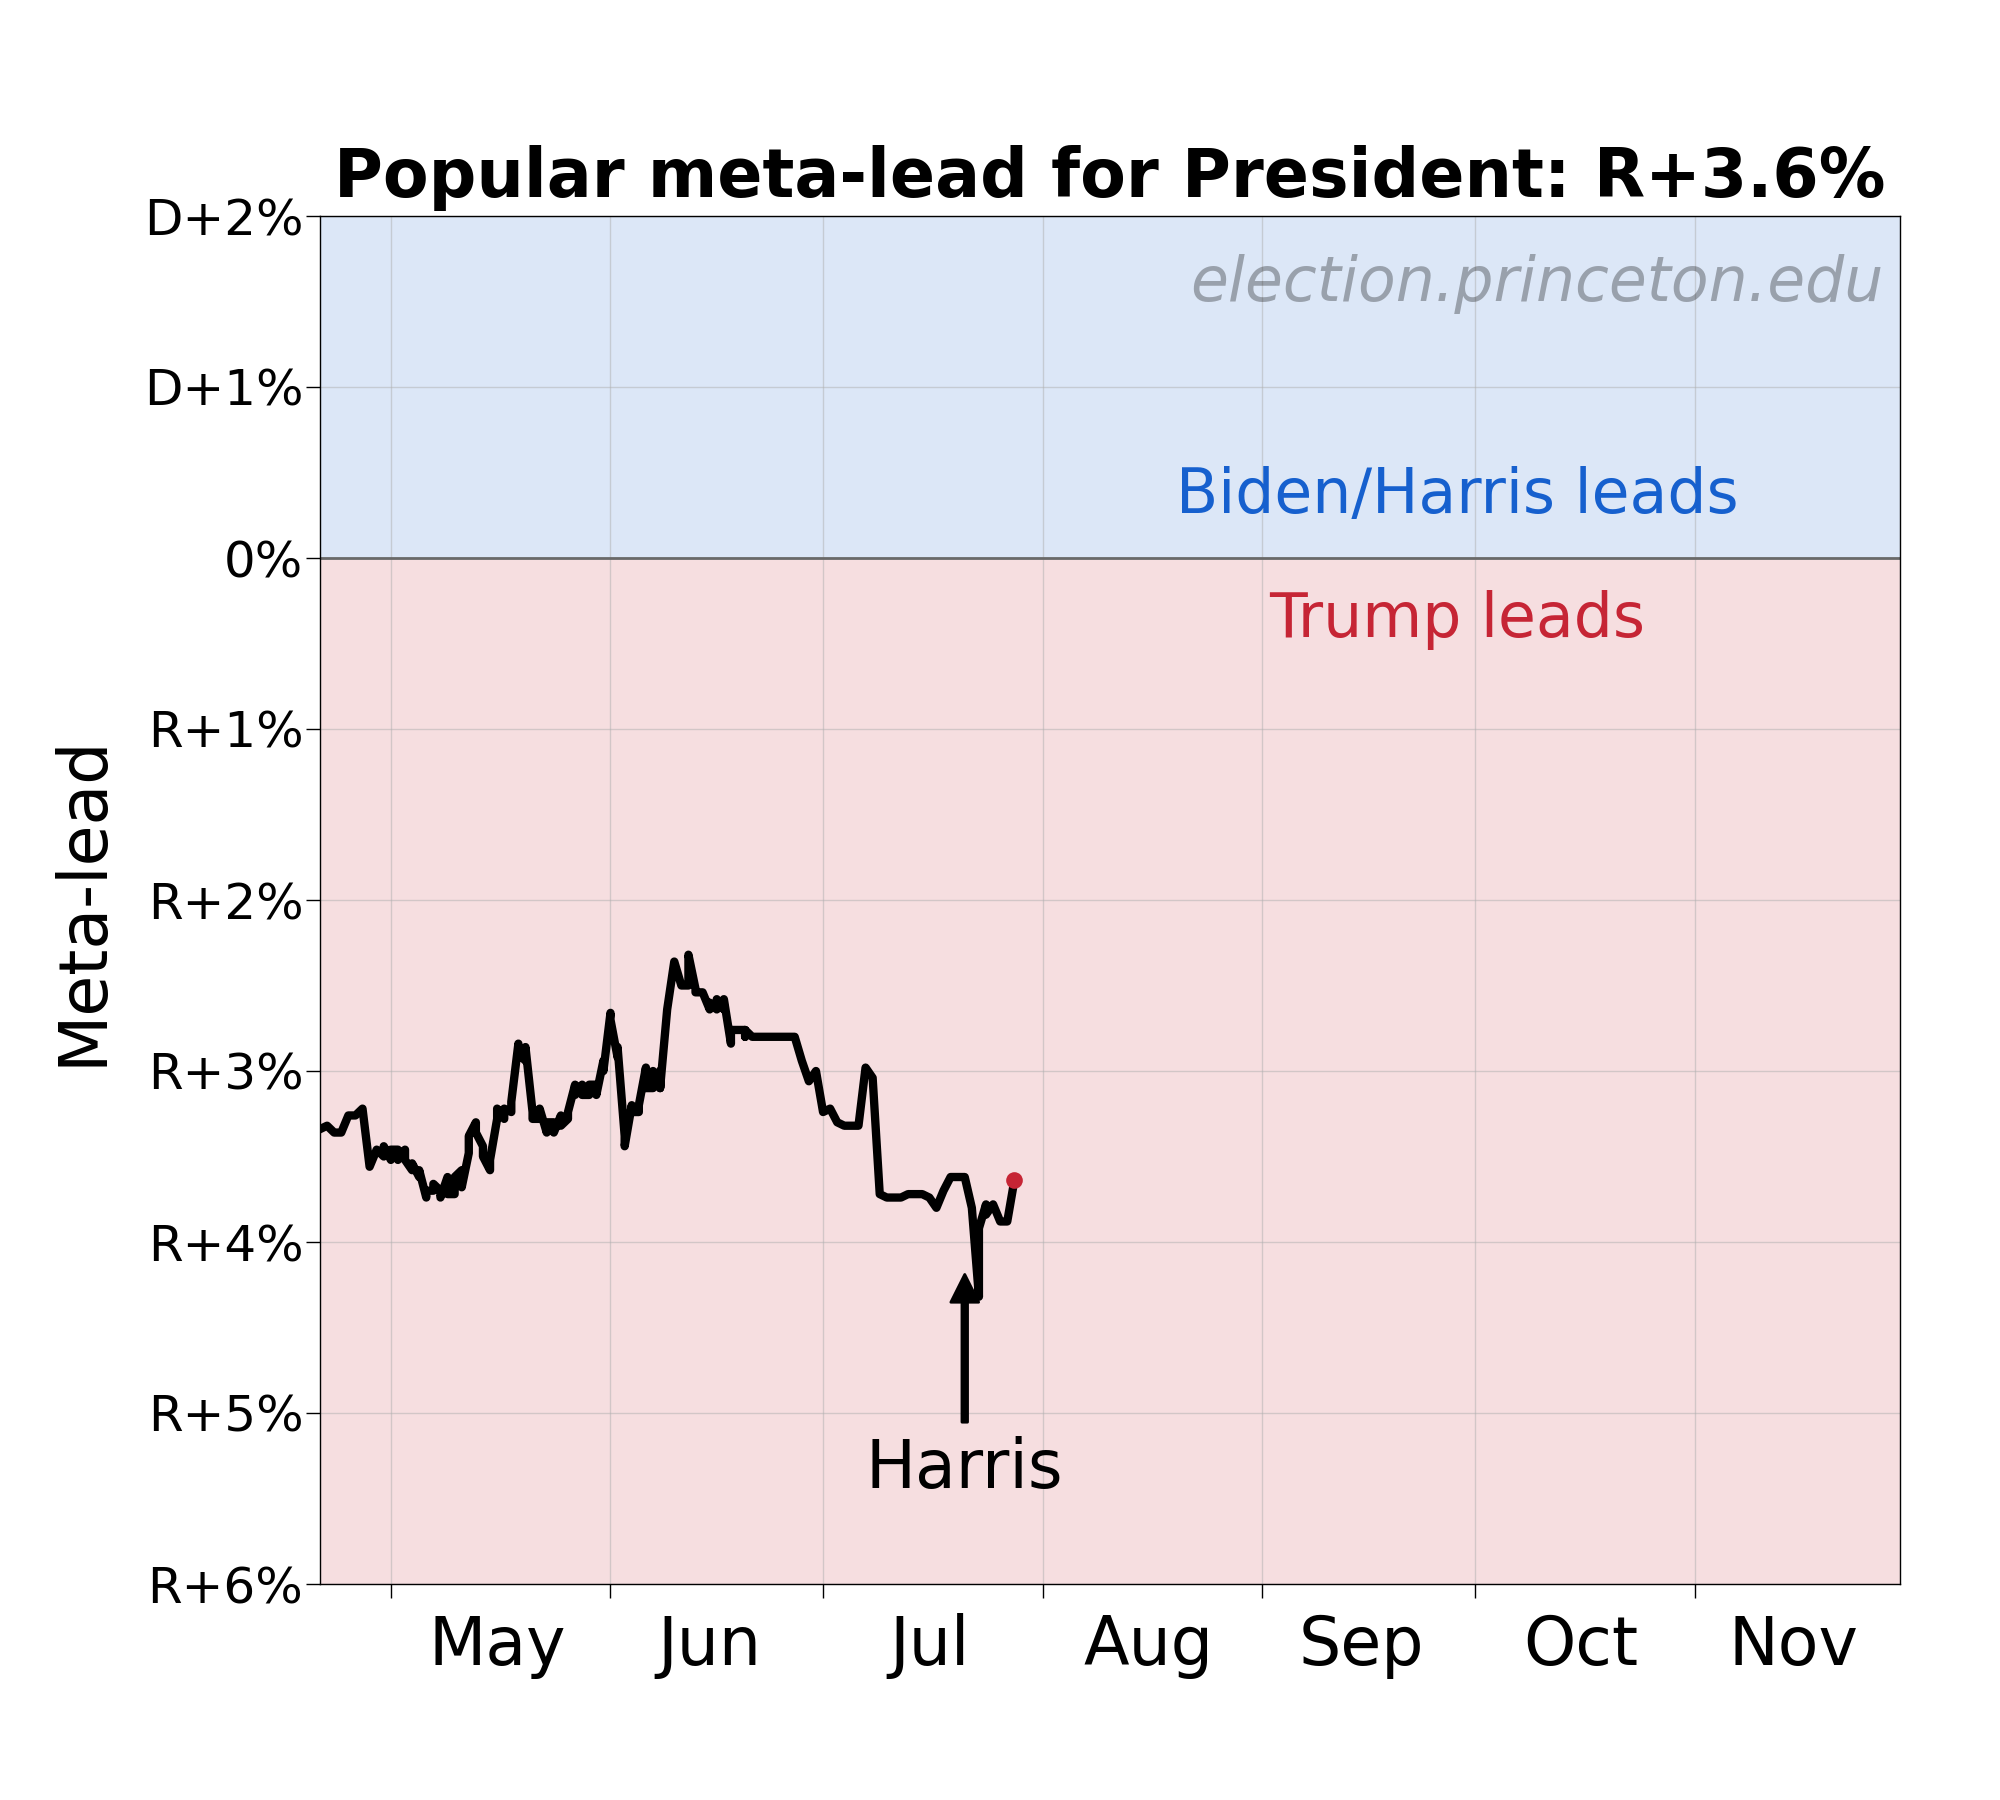 Popular meta-lead for President: R+3.6%
D+2%
election.princeton.edu
D+1%
Biden/Harris leads
0%
Trump leads
R+1%
R+2%
Meta-lead
R+3%
R+4%
R+5%
Harris
R+6%
May Jun Jul Aug Sep Oct Nov